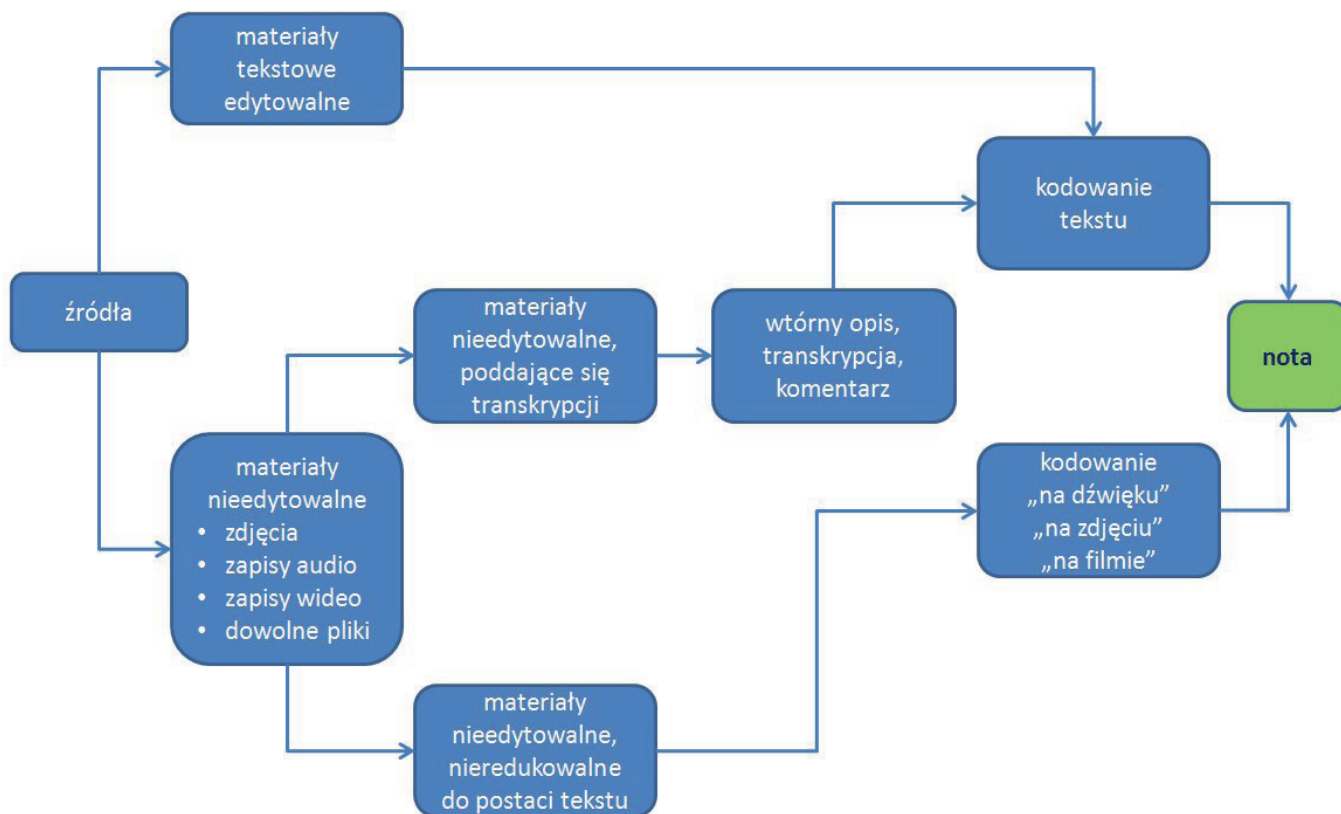 materiały
tekstowe
edytowalne
kodowanie
tekstu
źródła
materiały
nieedytowalne,
poddające się
transkrypcji
wtórny opis,
transkrypcja,
komentarz
nota
materiały
nieedytowalne
• zdjęcia
• zapisy audio
• zapisy wideo
• dowolne pliki
kodowanie
„na dźwięku”
„na zdjęciu”
„na filmie”
materiały
nieedytowalne,
nieredukowalne
do postaci tekstu